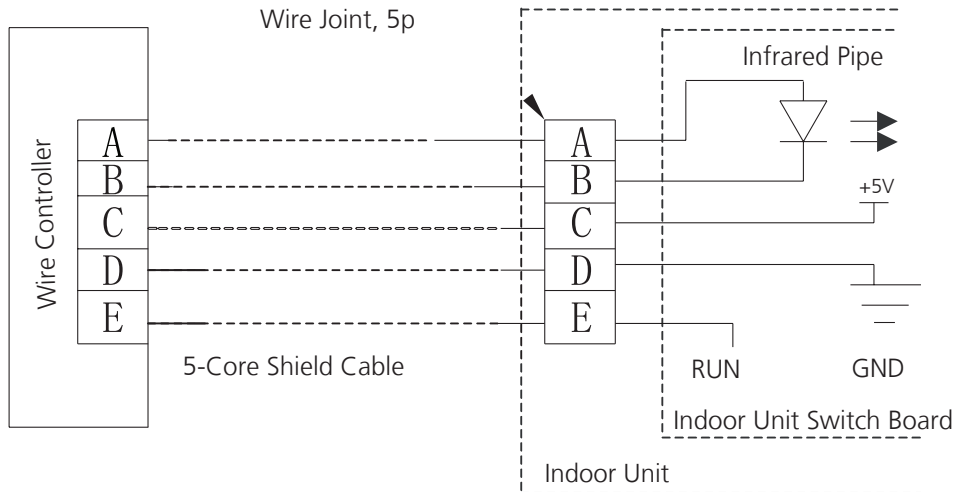 Wire Joint, 5p
Infrared Pipe
Wire Controller
A
B
C
D
E
A
B
C
D
E
+5V
5-Core Shield Cable
RUN
GND
Indoor Unit Switch Board
Indoor Unit